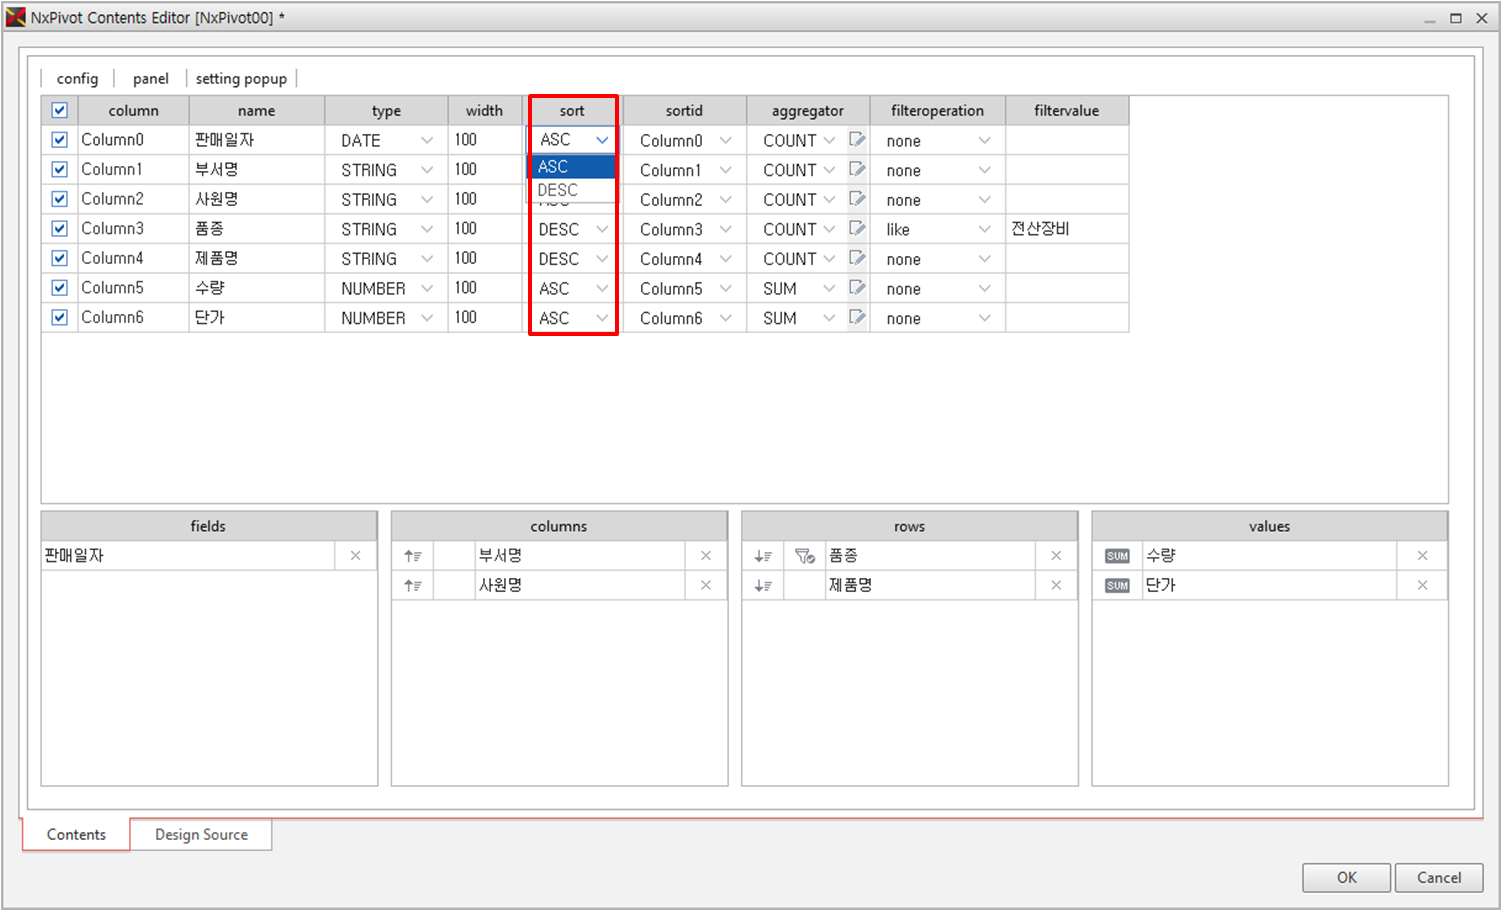 NxPivot Contents Editor [NxPivot00] *
config panel setting popup
column name type width sort sortid aggregator filteroperation filtervalue
Column0 판매일자 DATE 100 ASC Column0 COUNT none
Column1 부서명 STRING 100 ASC Column1 COUNT none
DESC
Column2 사원명 STRING 100 ASC Column2 COUNT none
Column3 품종 STRING 100 DESC Column3 COUNT like 전산장비
Column4 제품명 STRING 100 DESC Column4 COUNT none
Column5 수량 NUMBER 100 ASC Column5 SUM none
Column6 단가 NUMBER 100 ASC Column6 SUM none
fields columns rows values
판매일자 부서명 품종 SUM 수량
사원명 제품명 SUM 단가
Contents Design Source
OK Cancel